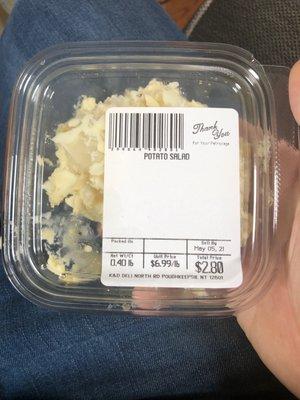 Thank You
For Your Patronage
POTATO SALAD
Packed On
Sell By
May 05, 21
Net Wt/Ct
Unit Price
Total Price
0.40 lb
$6.99/lb
$2.80
K&D DELI NORTH RD POUGHKEEPSIE, NY 12601